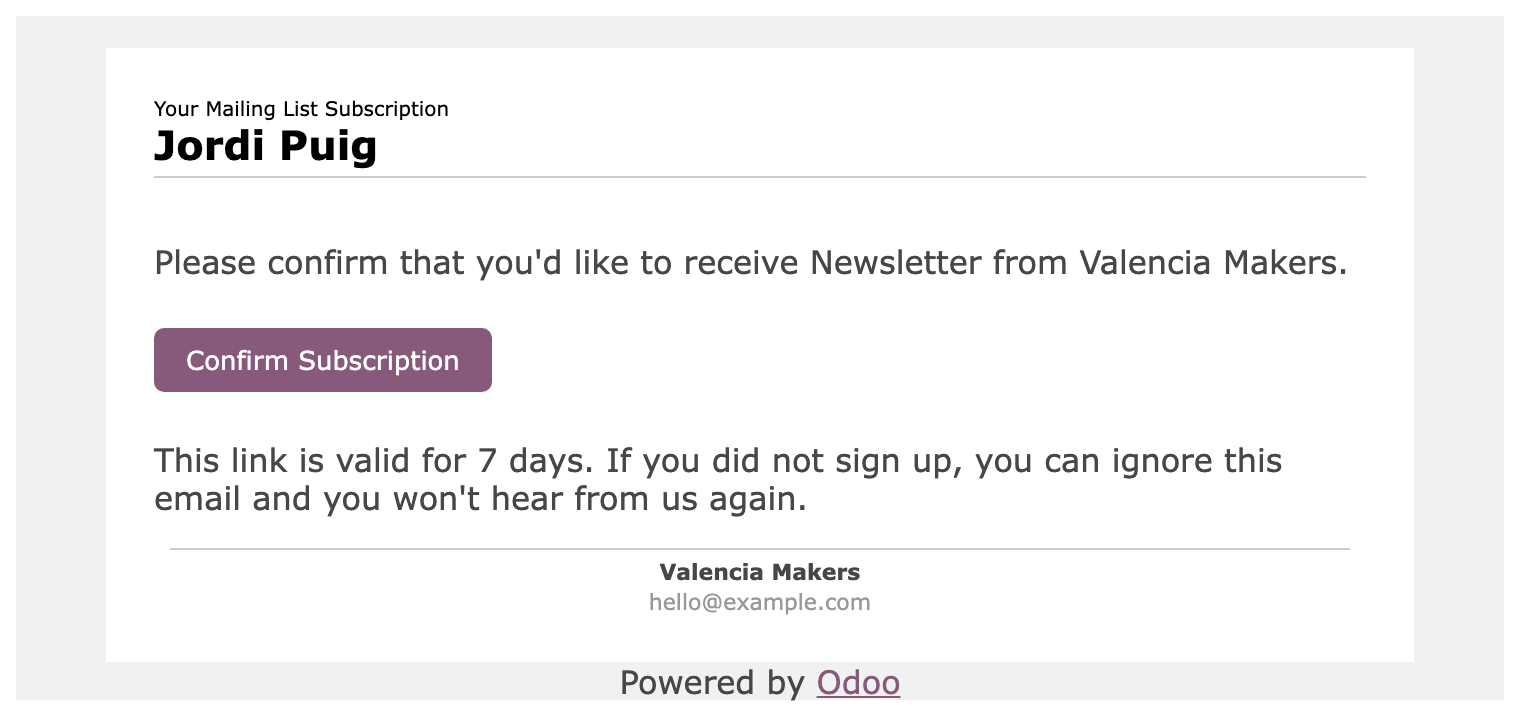 Your Mailing List Subscription
Jordi Puig
Please confirm that you'd like to receive Newsletter from Valencia Makers.
Confirm Subscription
This link is valid for 7 days. If you did not sign up, you can ignore this
email and you won't hear from us again.
Valencia Makers
hello@example.com
Powered by Odoo